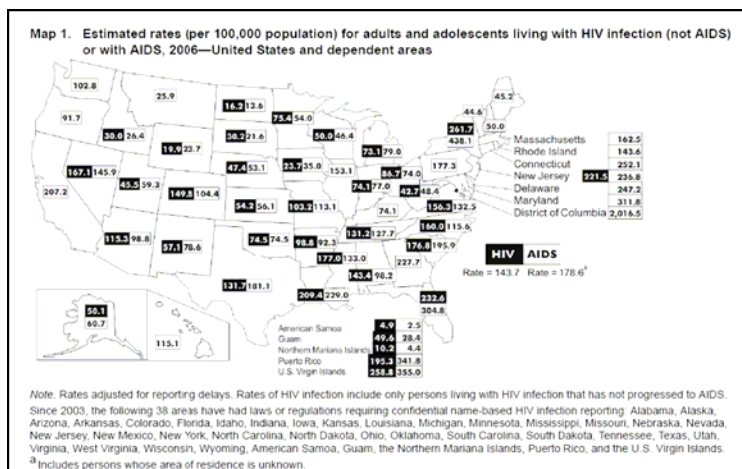 Map 1. Estimated rates (per 100,000 population) for adults and adolescents living with HIV infection (not AIDS)
or with AIDS, 2006—United States and dependent areas
102.8
25.9
16.2 13.6
75.4 54.0
45.2
44.6
91.7
30.0 26.4
30.2 21.6
50.0 46.4
261.7
438.1
50.0
19.9 23.7
73.1 79.0
Massachusetts 162.5
Rhode Island 143.6
Connecticut 252.1
New Jersey 221.5 236.8
Delaware 247.2
Maryland 311.8
District of Columbia 2,016.5
167.1 145.9
47.4 53.1
23.7 35.0
153.1
86.7 74.0
177.3
207.2
45.5 59.3
149.8 104.4
74.1 77.0
42.7 48.4
54.2 56.1
103.2 113.1
74.1
156.3 132.5
115.3 98.8
57.1 78.6
74.5 74.5
98.8 92.3
131.2 127.7
160.0 115.6
176.8 195.9
HIV AIDS
Rate = 143.7 Rate = 178.6a
177.0 133.0
227.7
143.4 98.2
131.7 181.1
209.4 229.0
232.6
304.8
50.1
60.7
115.1
American Samoa 4.9 2.5
Guam 49.6 28.4
Northern Mariana Islands 10.2 4.4
Puerto Rico 195.3 341.8
U.S. Virgin Islands 258.8 355.0
Note. Rates adjusted for reporting delays. Rates of HIV infection include only persons living with HIV infection that has not progressed to AIDS.
Since 2003, the following 38 areas have had laws or regulations requiring confidential name-based HIV infection reporting: Alabama, Alaska,
Arizona, Arkansas, Colorado, Florida, Idaho, Indiana, Iowa, Kansas, Louisiana, Michigan, Minnesota, Mississippi, Missouri, Nebraska, Nevada,
New Jersey, New Mexico, New York, North Carolina, North Dakota, Ohio, Oklahoma, South Carolina, South Dakota, Tennessee, Texas, Utah,
Virginia, West Virginia, Wisconsin, Wyoming, American Samoa, Guam, the Northern Mariana Islands, Puerto Rico, and the U.S. Virgin Islands.
a Includes persons whose area of residence is unknown.